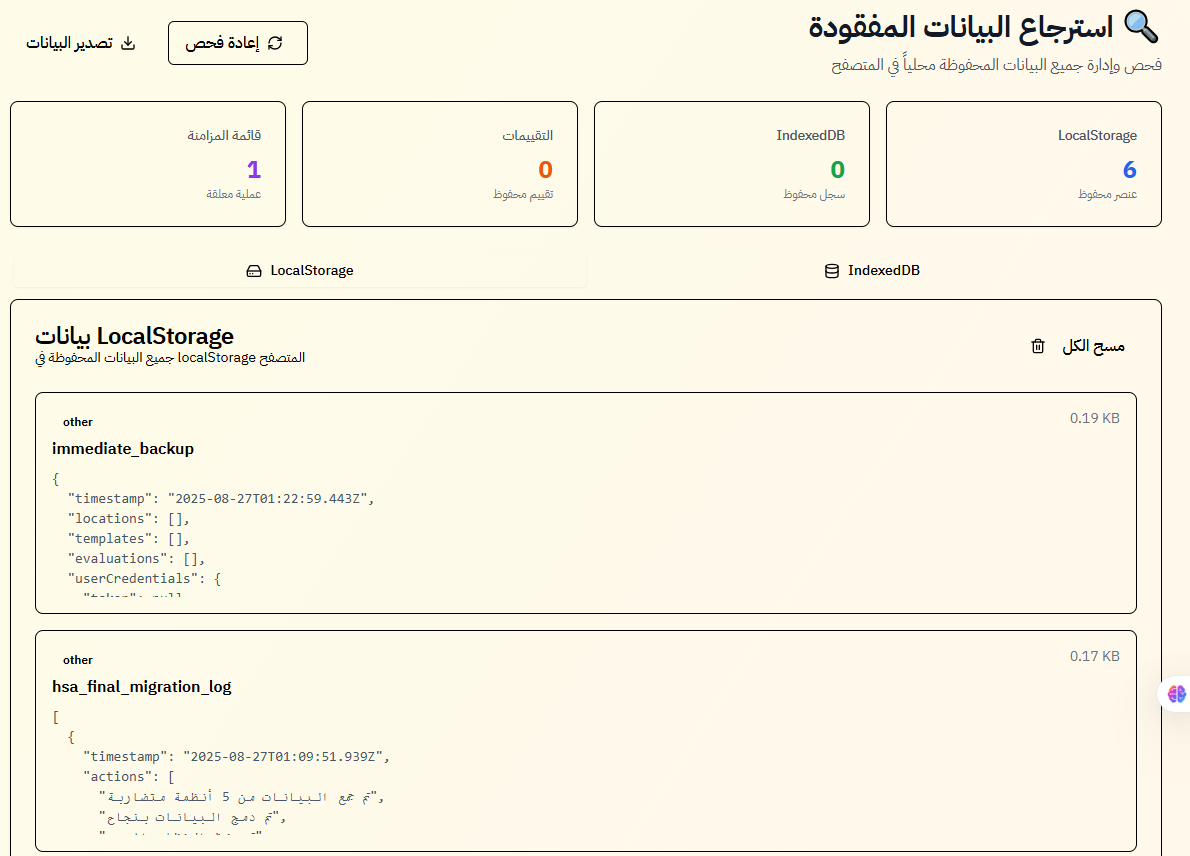 🔍 استرجاع البيانات المفقودة
فحص وإدارة جميع البيانات المحفوظة محلياً في المتصفح
إعادة فحص
تصدير البيانات
LocalStorage
6
عنصر محفوظ
IndexedDB
0
سجل محفوظ
التقييمات
0
تقييم محفوظ
قائمة المزامنة
1
عملية معلقة
IndexedDB
LocalStorage
بيانات LocalStorage
جميع البيانات المحفوظة في localStorage المتصفح
مسح الكل
other
0.19 KB
immediate_backup
{
"timestamp": "2025-08-27T01:22:59.443Z",
"locations": [],
"templates": [],
"evaluations": [],
"userCredentials": {
"token": null
other
0.17 KB
hsa_final_migration_log
[
{
"timestamp": "2025-08-27T01:09:51.939Z",
"actions": [
"تم جمع البيانات من 5 أنظمة متضاربة",
"تم دمج البيانات بنجاح",